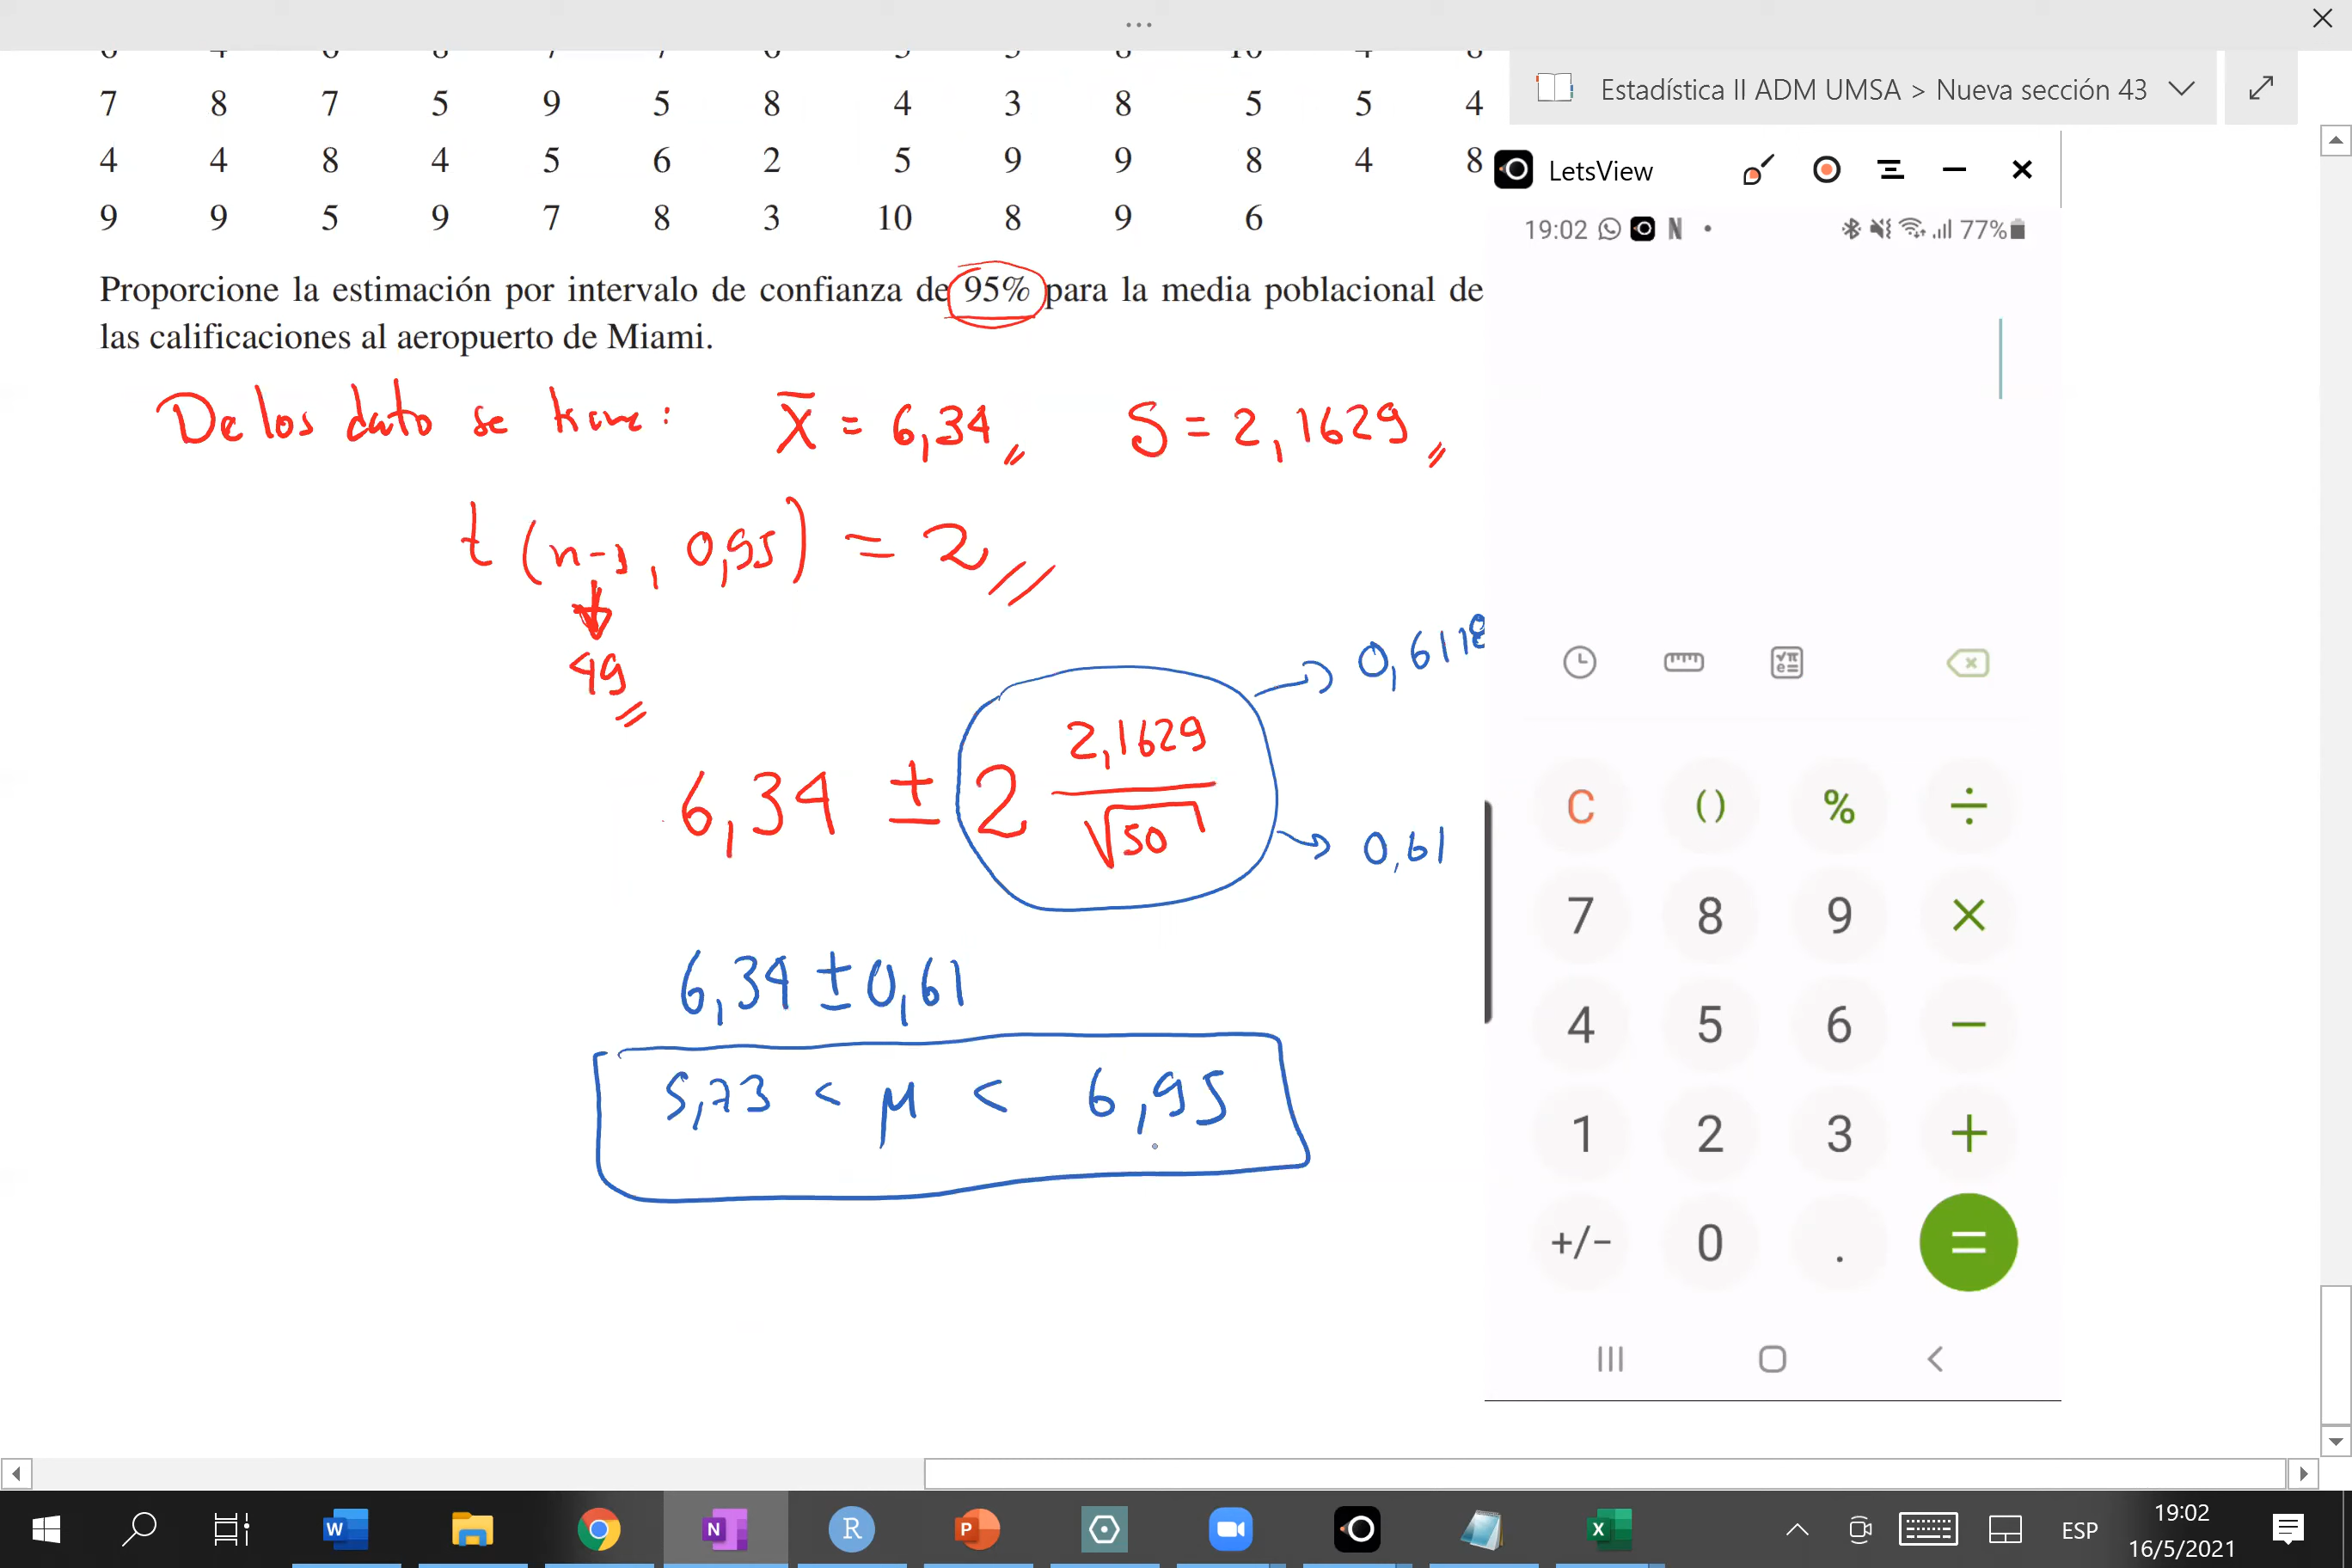 7 8 7 5 9 5 8 4 3 8 5 5 4
4 4 8 4 5 6 2 5 9 9 8 4 8
9 9 5 9 7 8 3 10 8 9 6
Proporcione la estimación por intervalo de confianza de 95% para la media poblacional de
las calificaciones al aeropuerto de Miami.
De los dato se tiene: X̅ = 6,34 S = 2,1629
t (n-1, 0,95) = 2
49
0,6118
6,34 ± 2 2,1629 / √50
0,61
6,34 ± 0,61
5,73 < μ < 6,95
Estadística II ADM UMSA > Nueva sección 43
LetsView
19:02 N 77%
C () % ÷
7 8 9 ×
4 5 6 −
1 2 3 +
+/− 0 . =
W N R P X ESP
19:02
16/5/2021